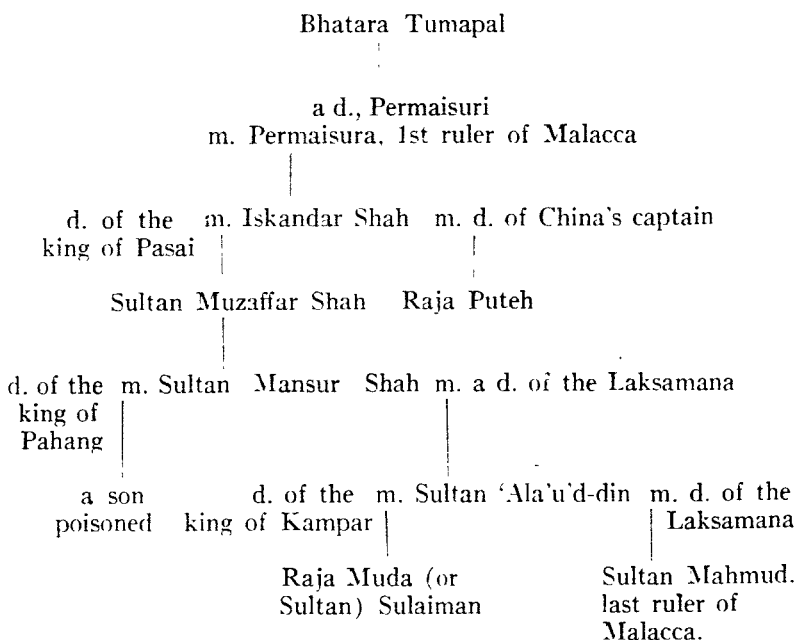 Bhatara Tumapal
a d., Permaisuri
m. Permaisura, 1st ruler of Malacca
d. of the m. Iskandar Shah m. d. of China's captain
king of Pasai
Sultan Muzaffar Shah Raja Puteh
d. of the m. Sultan Mansur Shah m. a d. of the Laksamana
king of
Pahang
a son d. of the m. Sultan 'Ala'u'd-din m. d. of the
poisoned king of Kampar Laksamana
Raja Muda (or Sultan Mahmud.
Sultan) Sulaiman last ruler of
Malacca.